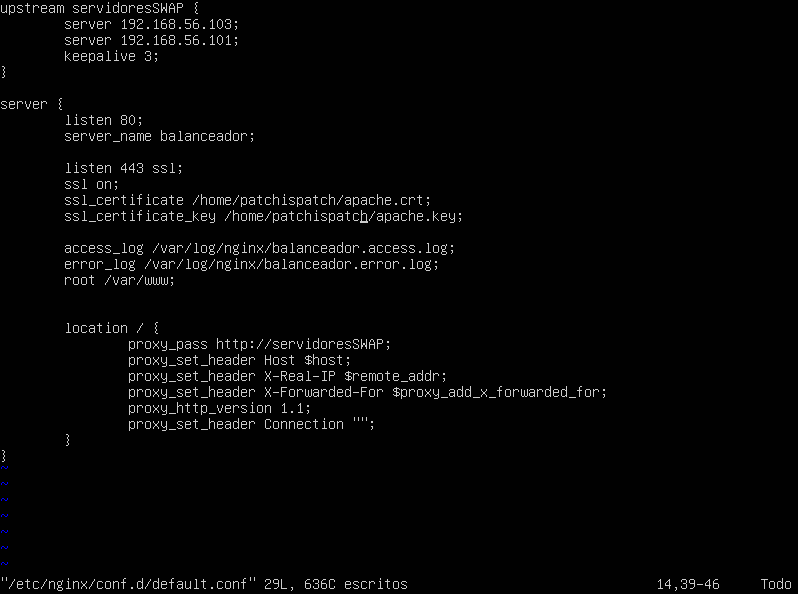 upstream servidoresSWAP {
        server 192.168.56.103;
        server 192.168.56.101;
        keepalive 3;
}

server {
        listen 80;
        server_name balanceador;

        listen 443 ssl;
        ssl on;
        ssl_certificate /home/patchispatch/apache.crt;
        ssl_certificate_key /home/patchispatch/apache.key;

        access_log /var/log/nginx/balanceador.access.log;
        error_log /var/log/nginx/balanceador.error.log;
        root /var/www;


        location / {
                proxy_pass http://servidoresSWAP;
                proxy_set_header Host $host;
                proxy_set_header X-Real-IP $remote_addr;
                proxy_set_header X-Forwarded-For $proxy_add_x_forwarded_for;
                proxy_http_version 1.1;
                proxy_set_header Connection "";
        }
}
~
~
~
~
~
~
~
"/etc/nginx/conf.d/default.conf" 29L, 636C escritos 14,39-46 Todo